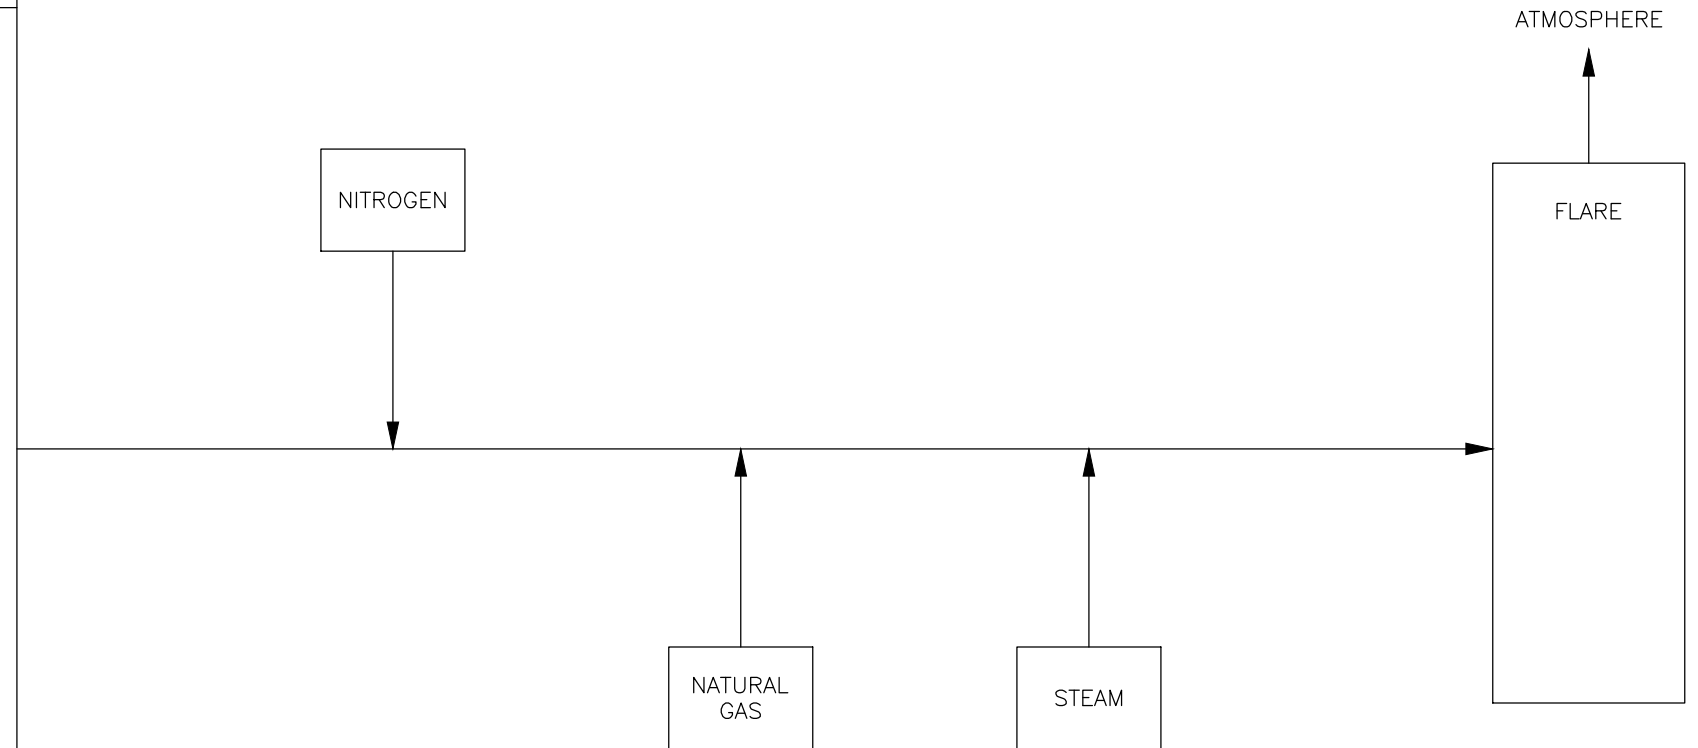 ATMOSPHERE
NITROGEN
FLARE
NATURAL
GAS
STEAM